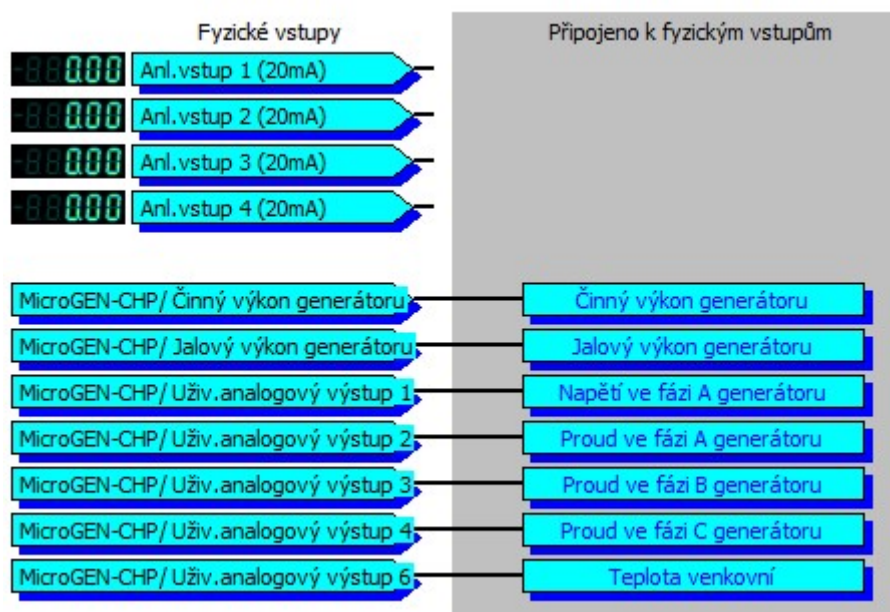 Fyzické vstupy Připojeno k fyzickým vstupům
0.00 Anl.vstup 1 (20mA)
0.00 Anl.vstup 2 (20mA)
0.00 Anl.vstup 3 (20mA)
0.00 Anl.vstup 4 (20mA)
MicroGEN-CHP/ Činný výkon generátoru Činný výkon generátoru
MicroGEN-CHP/ Jalový výkon generátoru Jalový výkon generátoru
MicroGEN-CHP/ Uživ.analogový výstup 1 Napětí ve fázi A generátoru
MicroGEN-CHP/ Uživ.analogový výstup 2 Proud ve fázi A generátoru
MicroGEN-CHP/ Uživ.analogový výstup 3 Proud ve fázi B generátoru
MicroGEN-CHP/ Uživ.analogový výstup 4 Proud ve fázi C generátoru
MicroGEN-CHP/ Uživ.analogový výstup 6 Teplota venkovní